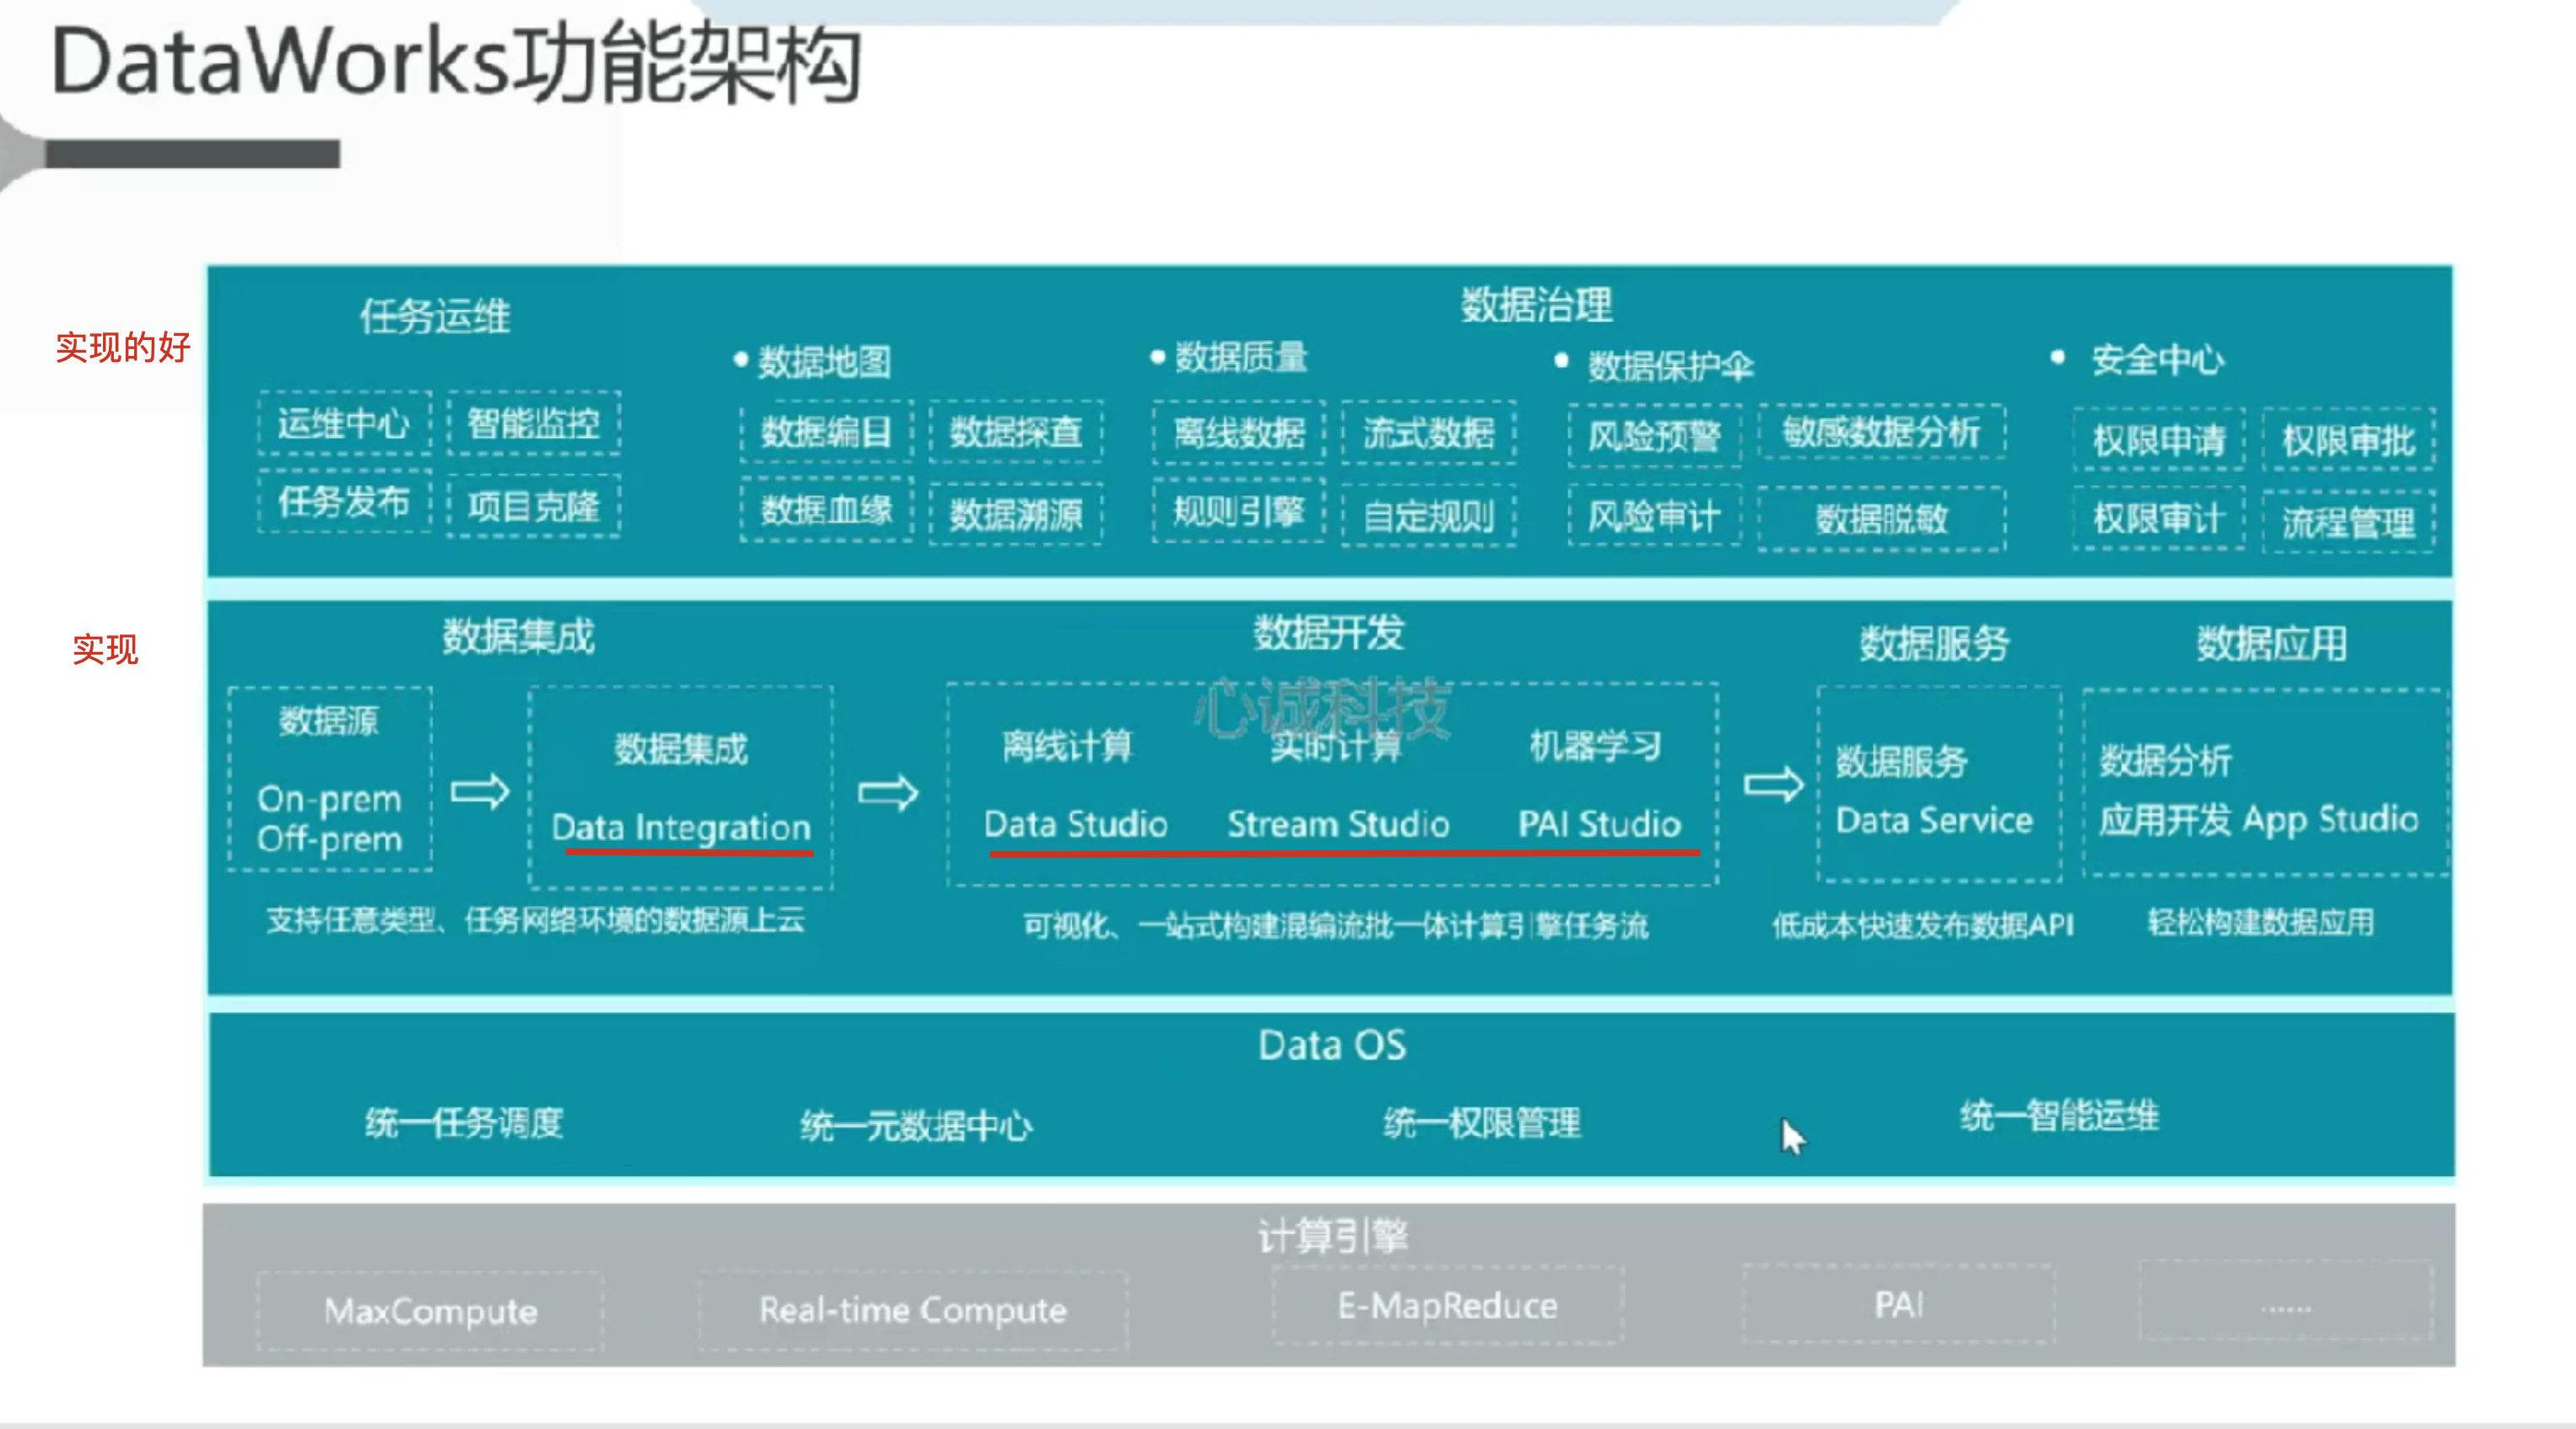 DataWorks功能架构
实现的好
任务运维
运维中心 智能监控
任务发布 项目克隆
数据治理
• 数据地图
数据编目 数据探查
数据血缘 数据溯源
• 数据质量
离线数据 流式数据
规则引擎 自定规则
• 数据保护伞
风险预警 敏感数据分析
风险审计 数据脱敏
• 安全中心
权限申请 权限审批
权限审计 流程管理
实现
数据集成
数据源
On-prem
Off-prem
数据集成
Data Integration
支持任意类型、任务网络环境的数据源上云
数据开发
心诚科技
离线计算 实时计算 机器学习
Data Studio Stream Studio PAI Studio
可视化、一站式构建混编流批一体计算引擎任务流
数据服务
数据服务
Data Service
低成本快速发布数据API
数据应用
数据分析
应用开发 App Studio
轻松构建数据应用
Data OS
统一任务调度 统一元数据中心 统一权限管理 统一智能运维
计算引擎
MaxCompute Real-time Compute E-MapReduce PAI ......